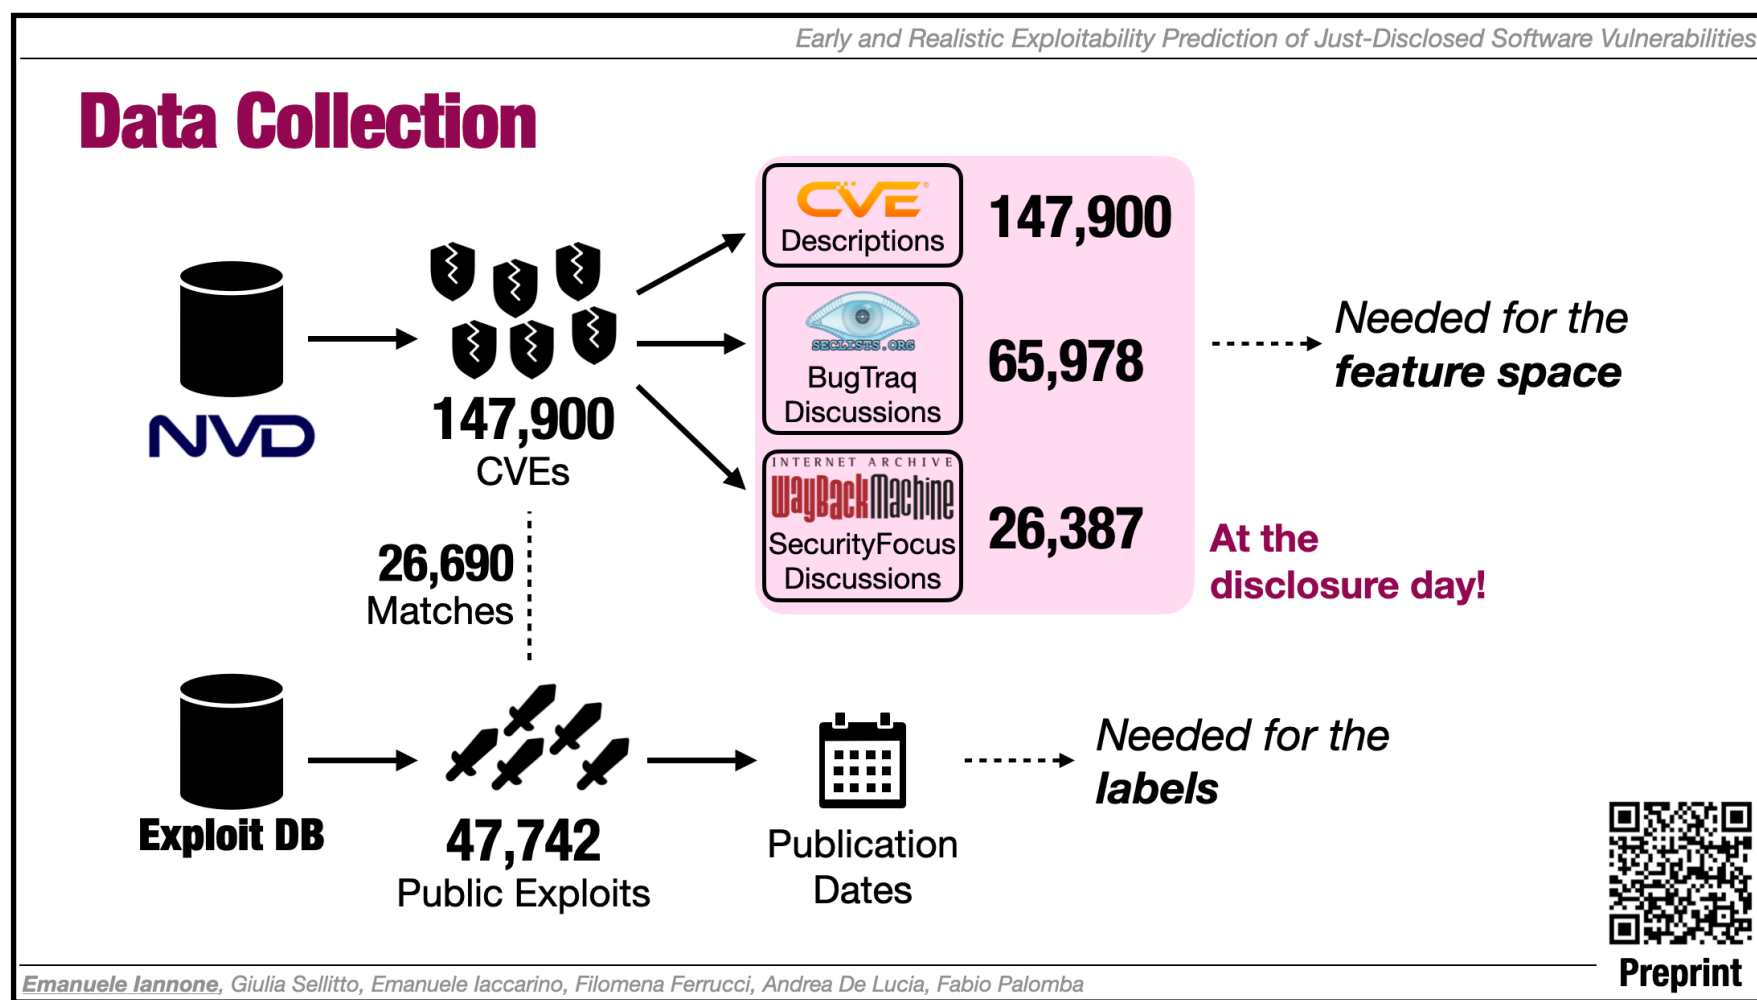 Early and Realistic Exploitability Prediction of Just-Disclosed Software Vulnerabilities
Data Collection
NVD
147,900
CVEs
CVE
Descriptions
147,900
SECLISTS.ORG
BugTraq
Discussions
65,978
INTERNET ARCHIVE
WayBackMachine
SecurityFocus
Discussions
26,387
Needed for the
feature space
At the
disclosure day!
26,690
Matches
Exploit DB
47,742
Public Exploits
Publication
Dates
Needed for the
labels
Preprint
Emanuele Iannone, Giulia Sellitto, Emanuele Iaccarino, Filomena Ferrucci, Andrea De Lucia, Fabio Palomba